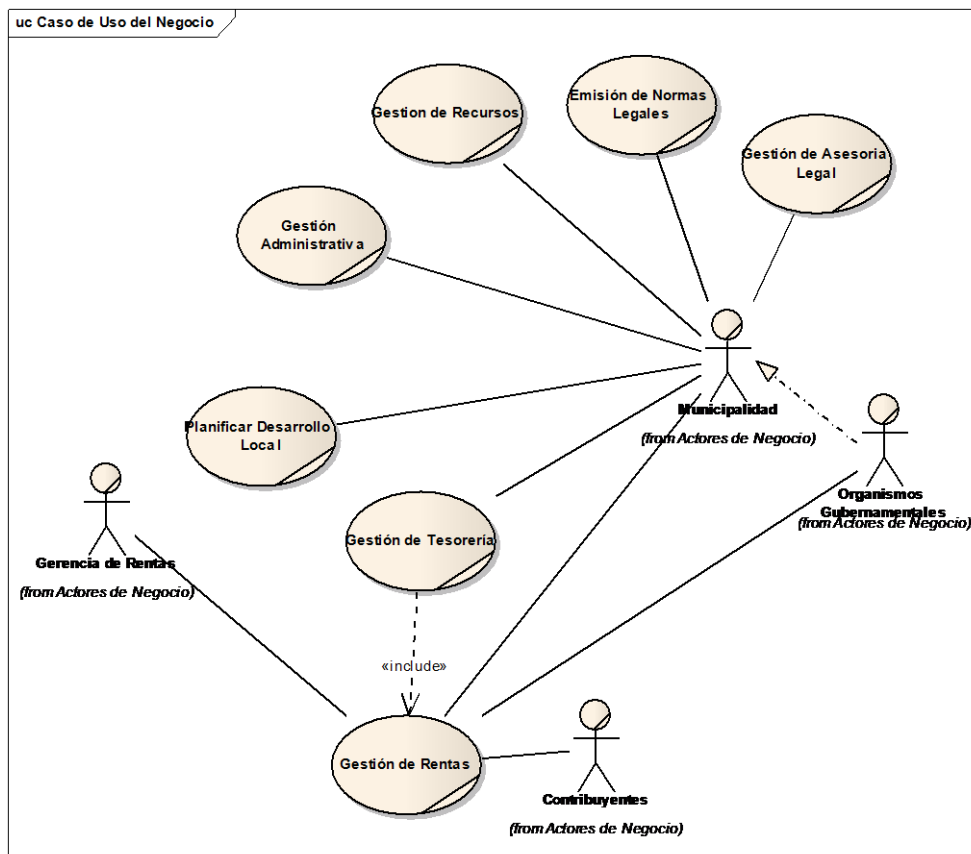 uc Caso de Uso del Negocio
Gestion de Recursos
Emisión de Normas
Legales
Gestión de Asesoria
Legal
Gestión
Administrativa
Municipalidad
(from Actores de Negocio)
Planificar Desarrollo
Local
Organismos
Gubernamentales
(from Actores de Negocio)
Gerencia de Rentas
(from Actores de Negocio)
Gestión de Tesorería
«include»
Gestión de Rentas
Contribuyentes
(from Actores de Negocio)